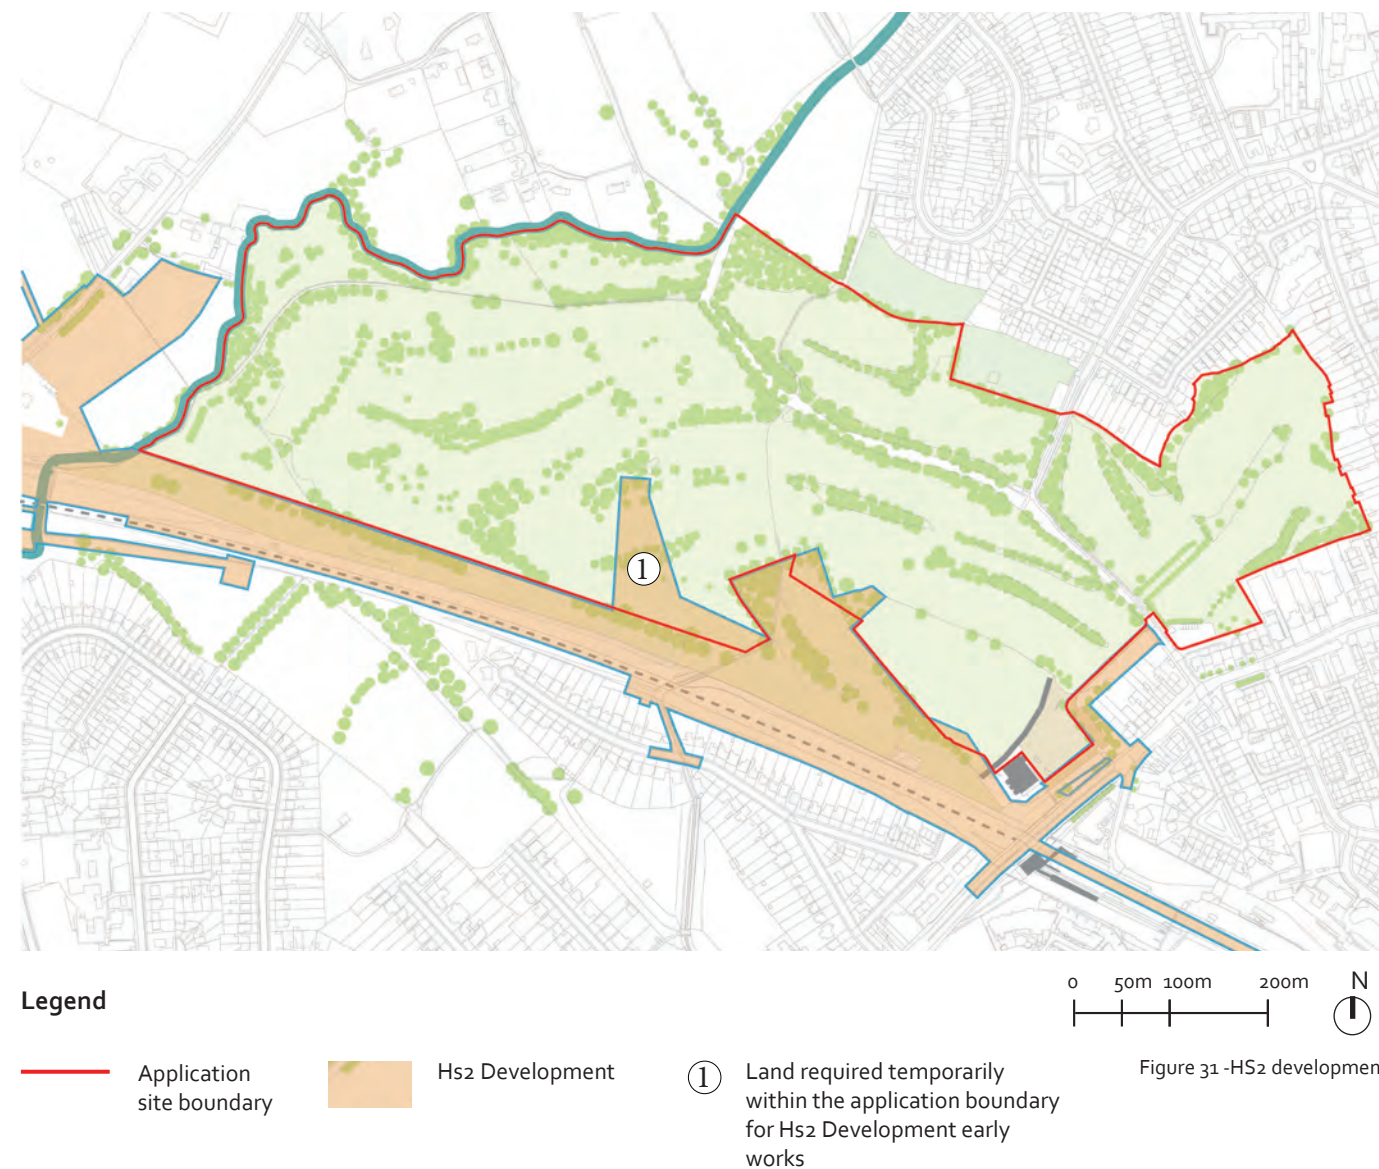 1
Legend
0 50m 100m 200m N
Application
site boundary
Hs2 Development
1
Land required temporarily
within the application boundary
for Hs2 Development early
works
Figure 31 -HS2 developmen